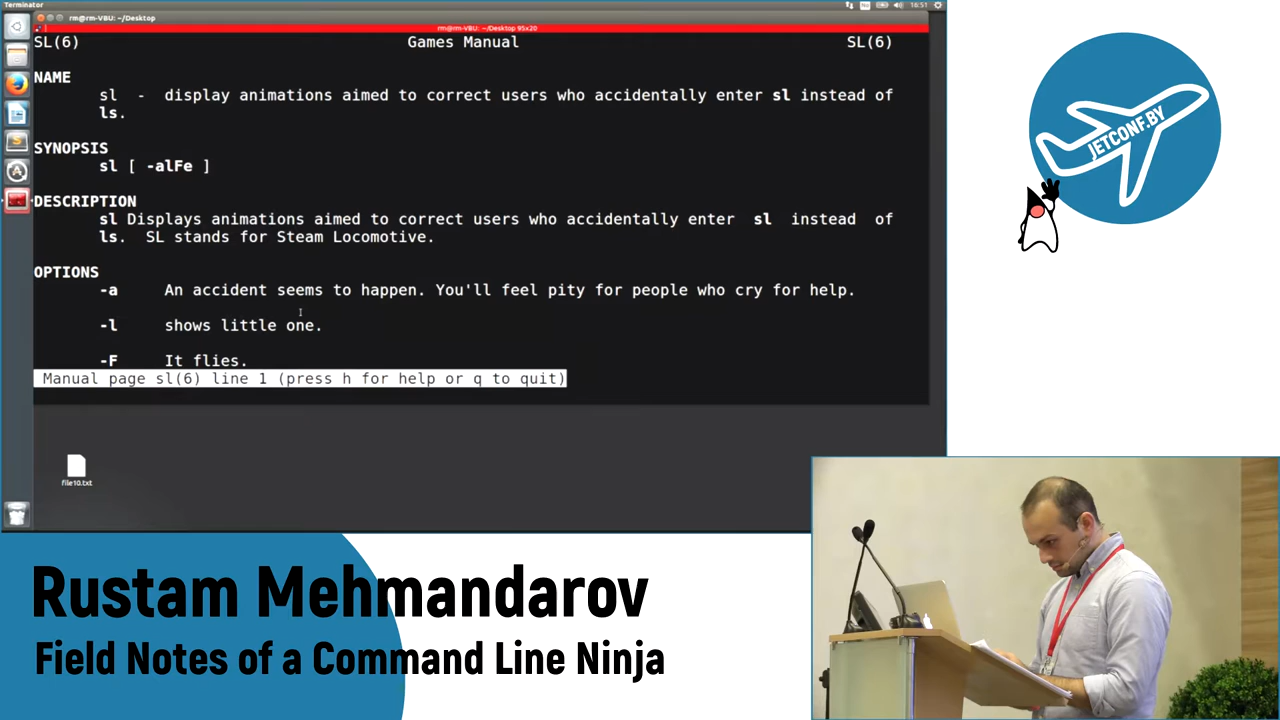 Terminator
No
16:51
rm@rm-VBU: ~/Desktop
rm@rm-VBU: ~/Desktop 95x20
SL(6) Games Manual SL(6)
NAME
sl - display animations aimed to correct users who accidentally enter sl instead of
ls.
SYNOPSIS
sl [ -alFe ]
DESCRIPTION
sl Displays animations aimed to correct users who accidentally enter sl instead of
ls. SL stands for Steam Locomotive.
OPTIONS
-a An accident seems to happen. You'll feel pity for people who cry for help.
-l shows little one.
-F It flies.
Manual page sl(6) line 1 (press h for help or q to quit)
file10.txt
JETCONF.BY
Rustam Mehmandarov
Field Notes of a Command Line Ninja